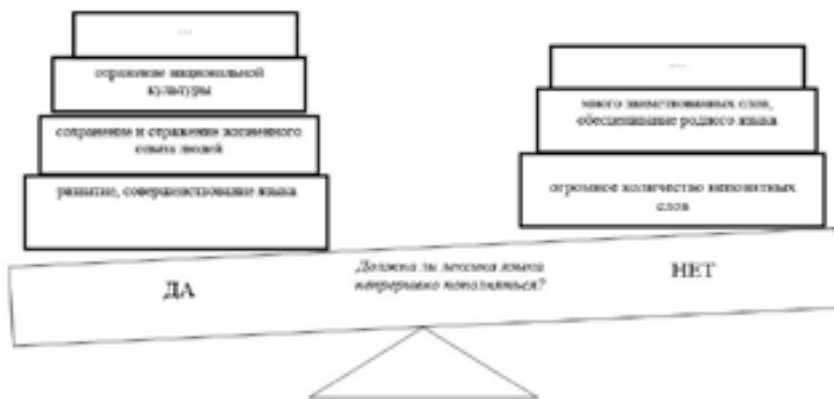 ...
отражение национальной
культуры
сохранение и отражение жизненного
опыта людей
развитие, совершенствование языка
...
много заимствованных слов,
обесценивание родного языка
огромное количество непонятных
слов
ДА
Должна ли лексика языка
непрерывно пополняться?
НЕТ